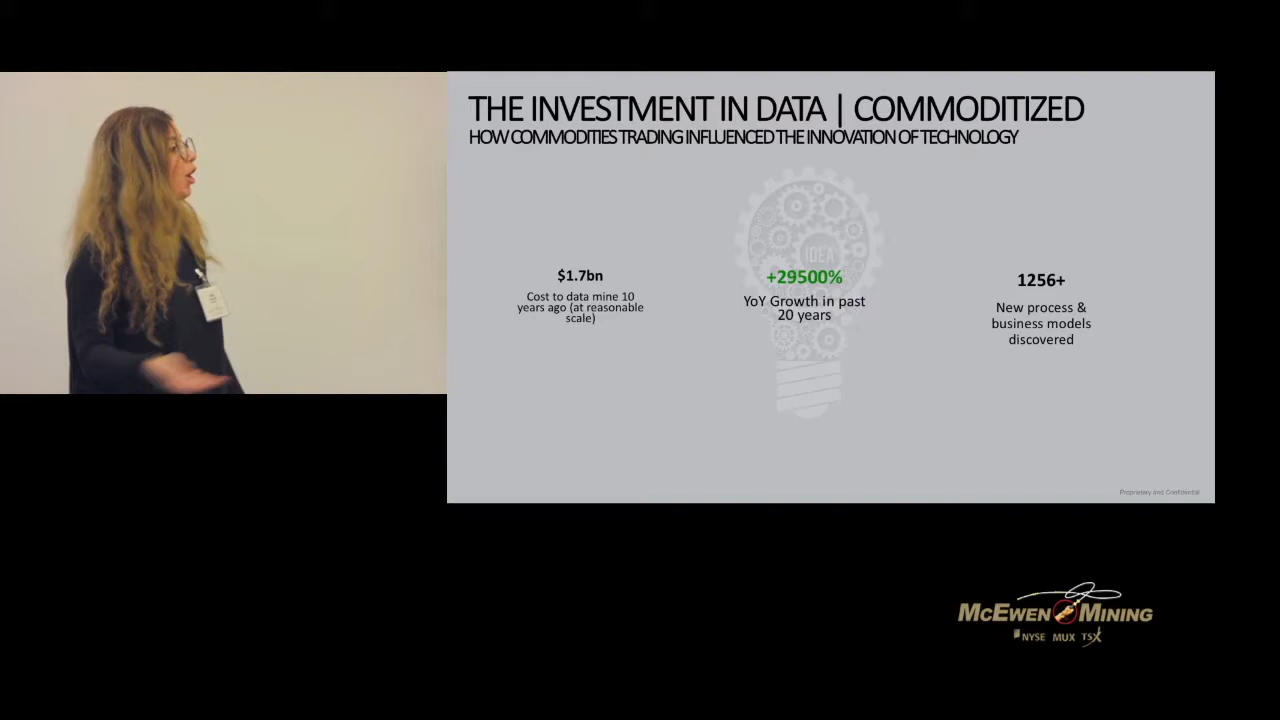 THE INVESTMENT IN DATA | COMMODITIZED
HOW COMMODITIES TRADING INFLUENCED THE INNOVATION OF TECHNOLOGY
IDEA
$1.7bn
Cost to data mine 10
years ago (at reasonable
scale)
+29500%
YoY Growth in past
20 years
1256+
New process &
business models
discovered
Proprietary and Confidential
MCEWEN MINING
NYSE MUX TSX